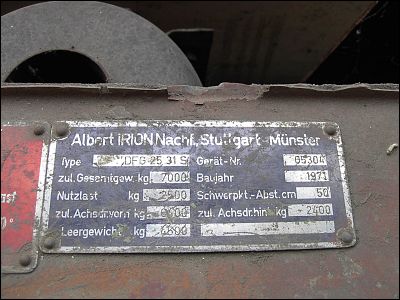 Albert IRION Nachf. Stuttgart-Münster
Type DFG 25 31 S Gerät-Nr. 05304
zul. Gesamtgew. kg 7000 Baujahr 1971
Nutzlast kg 2500 Schwerpkt.-Abst. cm 50
zul. Achsdr. vorn kg zul. Achsdr. hint. kg 2400
Leergewicht kg